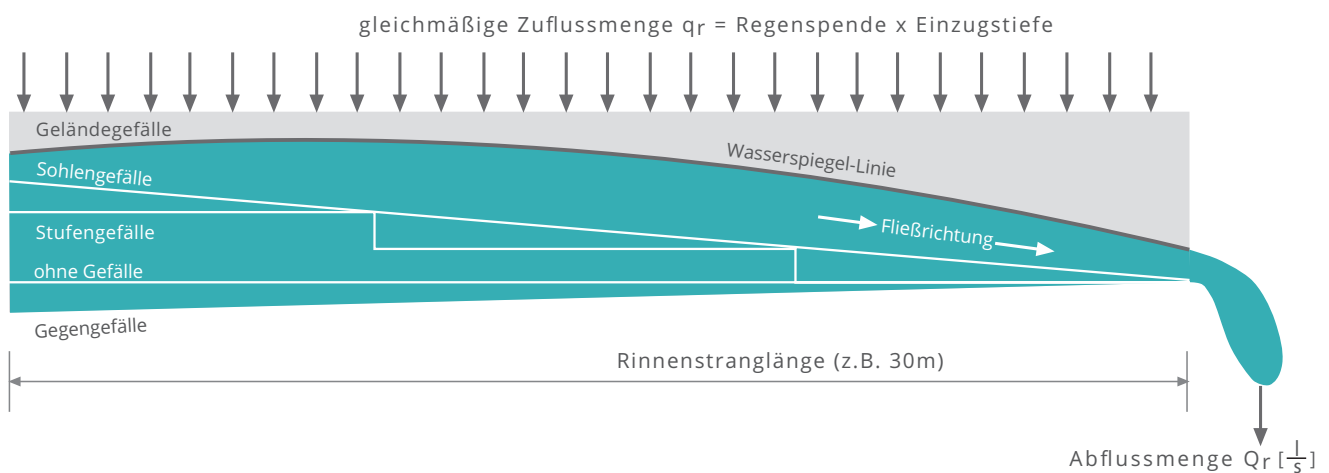 gleichmäßige Zuflussmenge qr = Regenspende x Einzugstiefe
Geländegefälle
Wasserspiegel-Linie
Sohlengefälle
Fließrichtung
Stufengefälle
ohne Gefälle
Gegengefälle
Rinnenstranglänge (z.B. 30m)
Abflussmenge Qr [l/s]